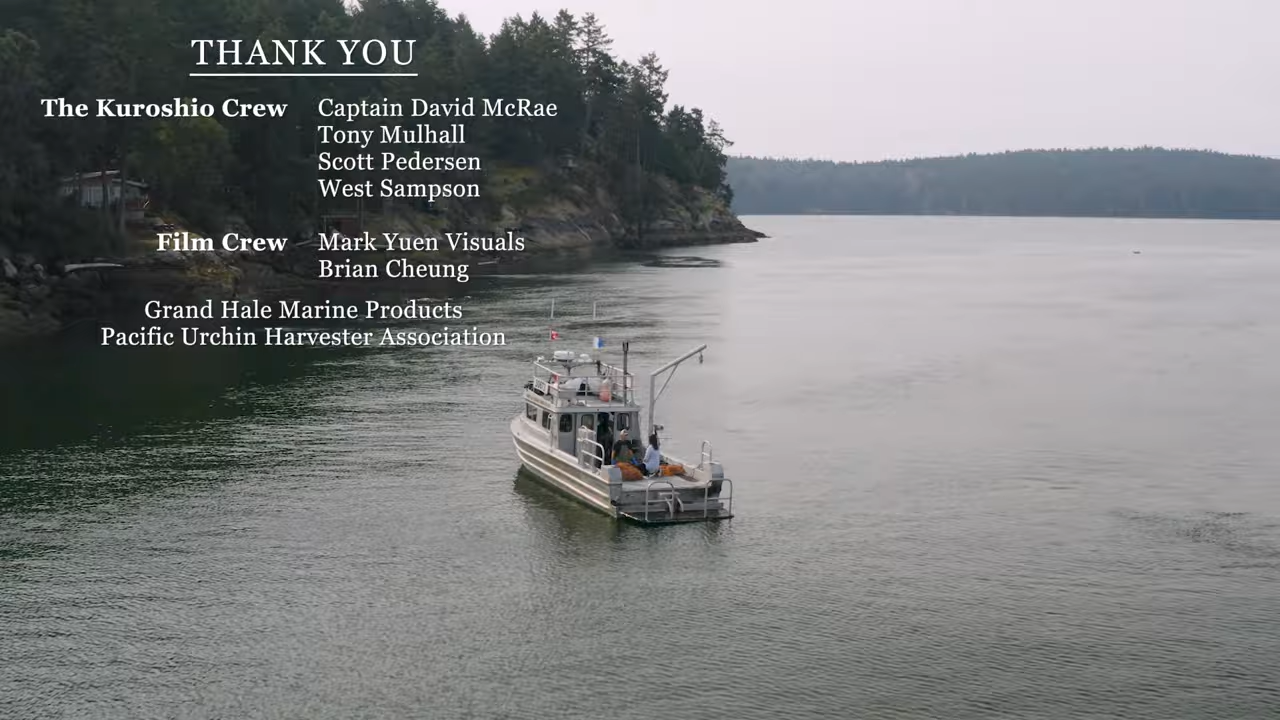 THANK YOU
The Kuroshio Crew Captain David McRae
Tony Mulhall
Scott Pedersen
West Sampson
Film Crew Mark Yuen Visuals
Brian Cheung
Grand Hale Marine Products
Pacific Urchin Harvester Association